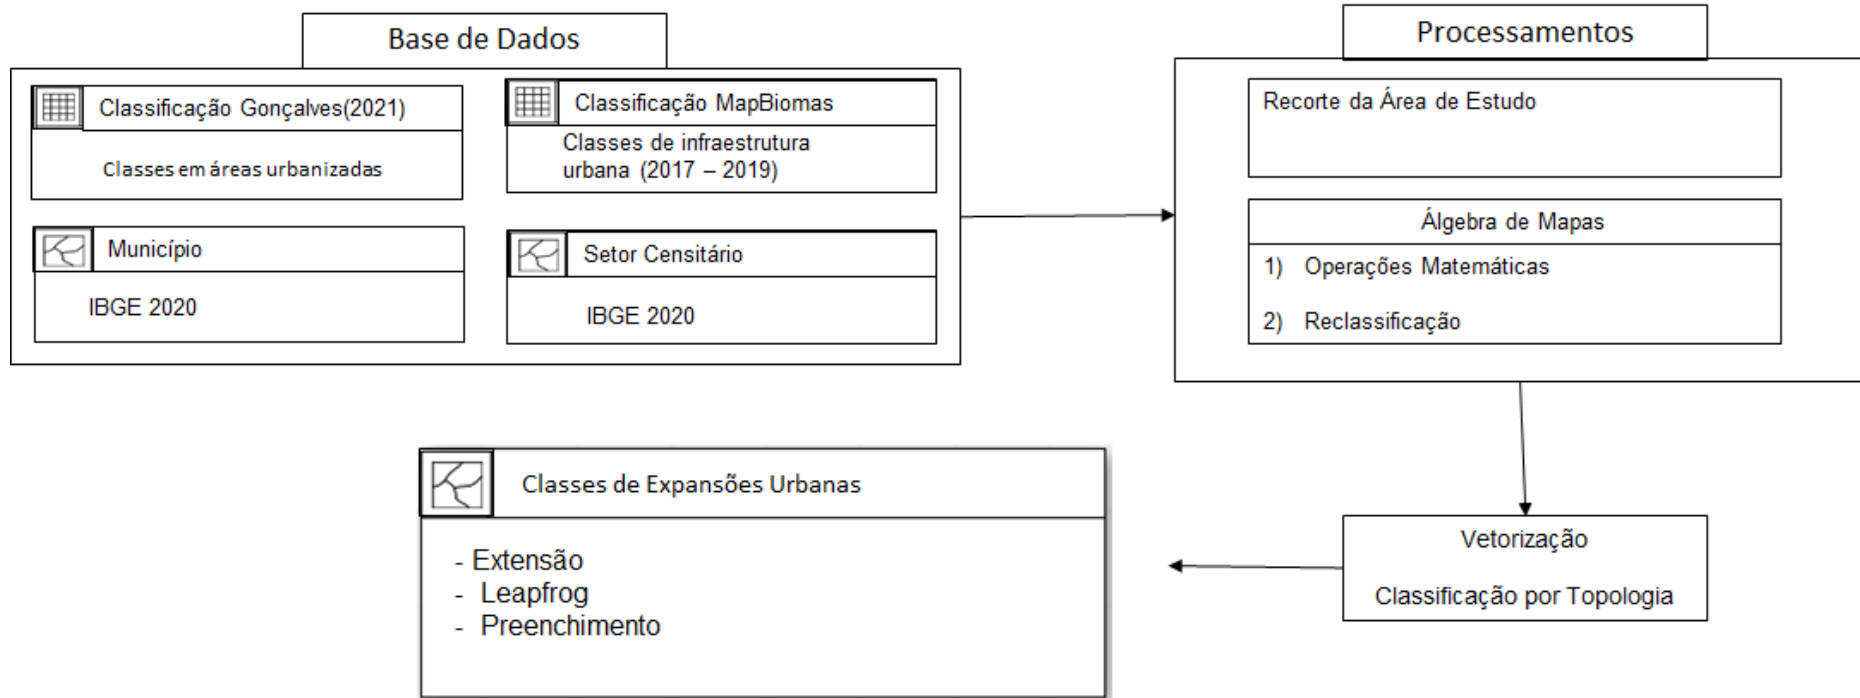 Base de Dados
Classificação Gonçalves(2021)
Classes em áreas urbanizadas
Classificação MapBiomas
Classes de infraestrutura
urbana (2017 – 2019)
Município
IBGE 2020
Setor Censitário
IBGE 2020
Processamentos
Recorte da Área de Estudo
Álgebra de Mapas
1) Operações Matemáticas
2) Reclassificação
Vetorização
Classificação por Topologia
Classes de Expansões Urbanas
- Extensão
- Leapfrog
- Preenchimento